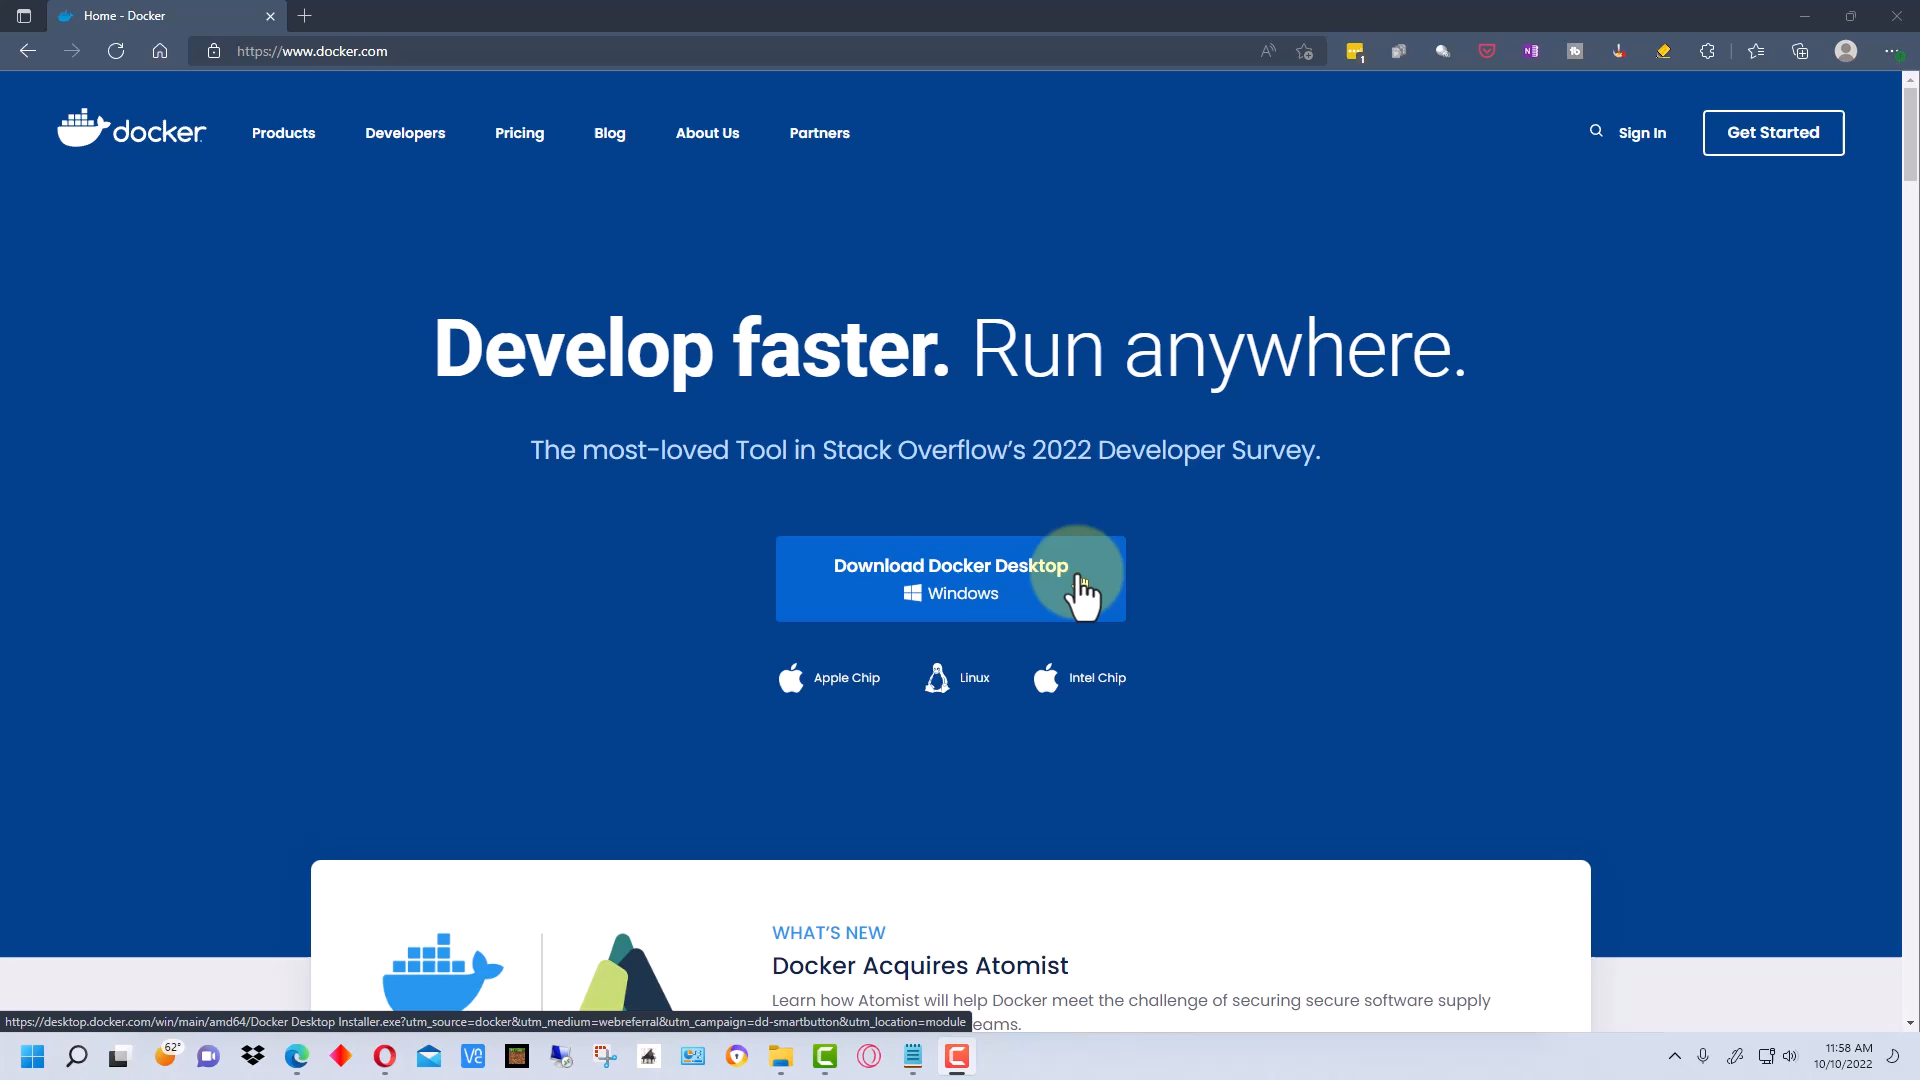 Home - Docker
https://www.docker.com
1
N
tb
docker
Products
Developers
Pricing
Blog
About Us
Partners
Sign In
Get Started
Develop faster. Run anywhere.
The most-loved Tool in Stack Overflow's 2022 Developer Survey.
Download Docker Desktop
Windows
Apple Chip
Linux
Intel Chip
WHAT'S NEW
Docker Acquires Atomist
Learn how Atomist will help Docker meet the challenge of securing secure software supply
eams.
https://desktop.docker.com/win/main/amd64/Docker Desktop Installer.exe?utm_source=docker&utm_medium=webreferral&utm_campaign=dd-smartbutton&utm_location=module
62°
11:58 AM
10/10/2022